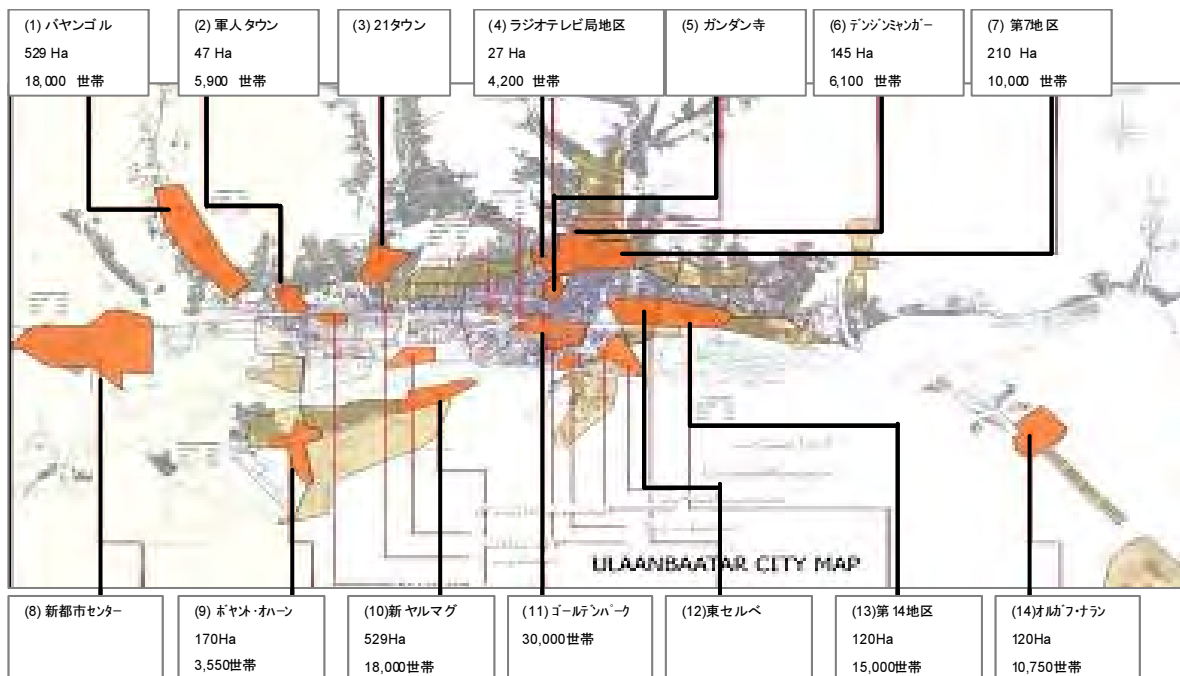 (1) バヤンゴル
529 Ha
18,000 世帯
(2) 軍人タウン
47 Ha
5,900 世帯
(3) 21タウン
(4) ラジオテレビ局地区
27 Ha
4,200 世帯
(5) ガンダン寺
(6) デンジンミャンガー
145 Ha
6,100 世帯
(7) 第7地区
210 Ha
10,000 世帯
ULAANBAATAR CITY MAP
(8) 新都市センター
(9) ボヤント・オハーン
170Ha
3,550世帯
(10)新ヤルマグ
529Ha
18,000世帯
(11)ゴールデンパーク
30,000世帯
(12)東セルベ
(13)第14地区
120Ha
15,000世帯
(14)オルガフ・ナラン
120Ha
10,750世帯